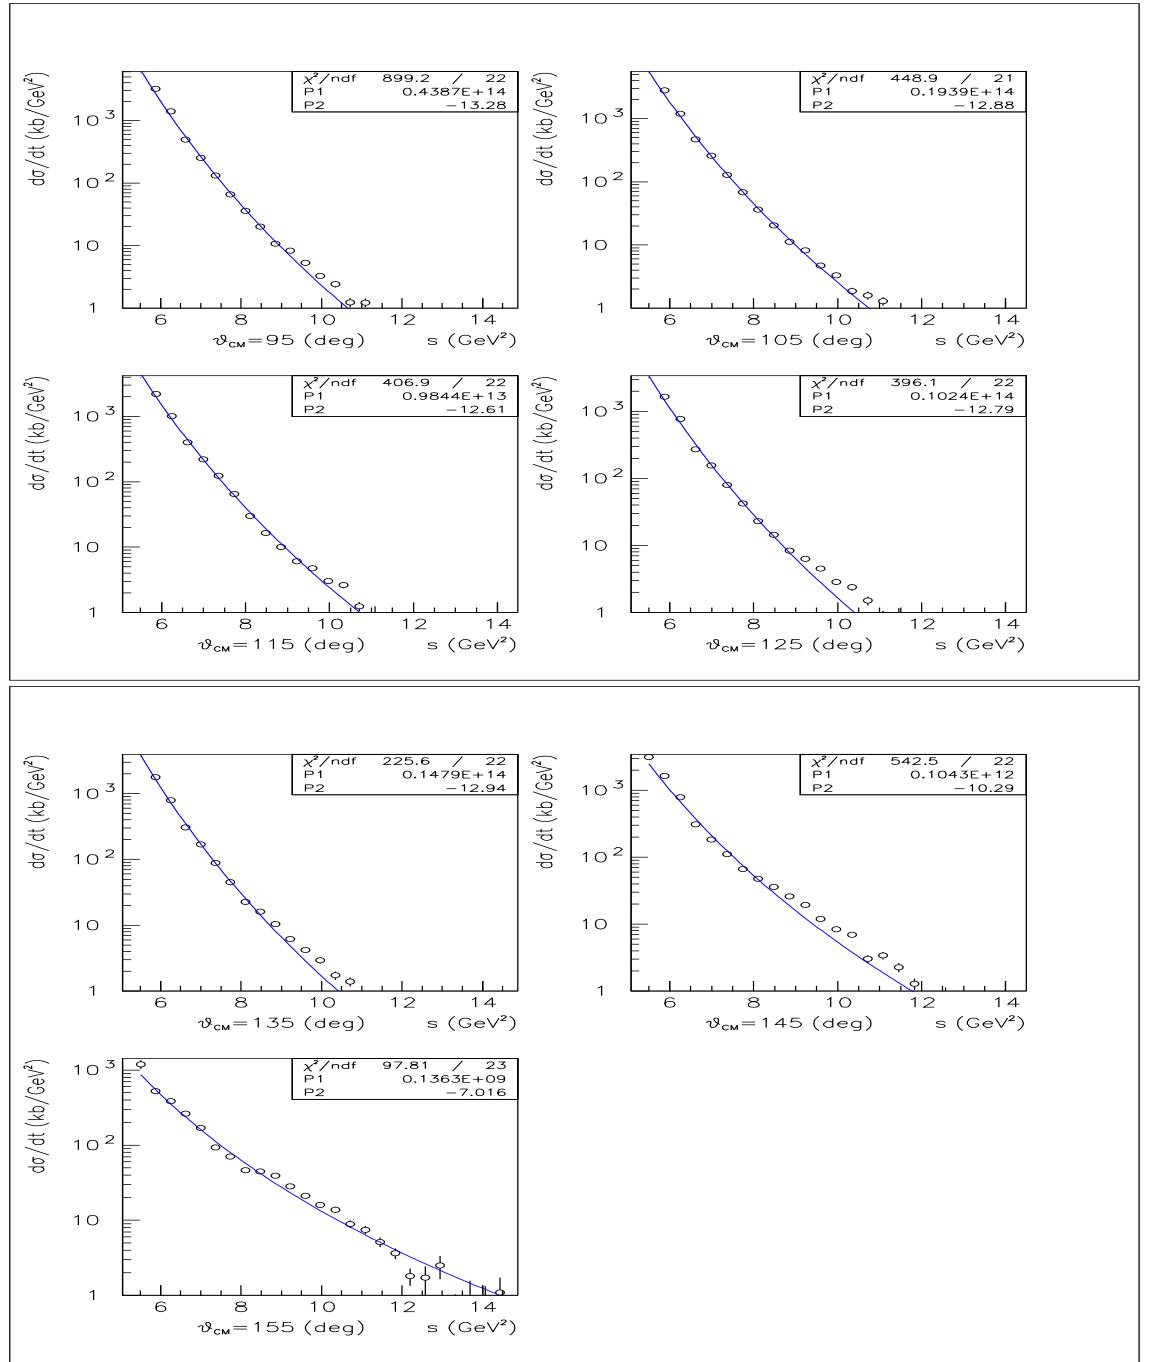 χ²/ndf 899.2 / 22
P1 0.4387E+14
P2 −13.28
dσ/dt (kb/GeV²)
10³
10²
10
1
6 8 10 12 14
ϑCM=95 (deg) s (GeV²)
χ²/ndf 448.9 / 21
P1 0.1939E+14
P2 −12.88
dσ/dt (kb/GeV²)
10³
10²
10
1
6 8 10 12 14
ϑCM=105 (deg) s (GeV²)
χ²/ndf 406.9 / 22
P1 0.9844E+13
P2 −12.61
dσ/dt (kb/GeV²)
10³
10²
10
1
6 8 10 12 14
ϑCM=115 (deg) s (GeV²)
χ²/ndf 396.1 / 22
P1 0.1024E+14
P2 −12.79
dσ/dt (kb/GeV²)
10³
10²
10
1
6 8 10 12 14
ϑCM=125 (deg) s (GeV²)
χ²/ndf 225.6 / 22
P1 0.1479E+14
P2 −12.94
dσ/dt (kb/GeV²)
10³
10²
10
1
6 8 10 12 14
ϑCM=135 (deg) s (GeV²)
χ²/ndf 542.5 / 22
P1 0.1043E+12
P2 −10.29
dσ/dt (kb/GeV²)
10³
10²
10
1
6 8 10 12 14
ϑCM=145 (deg) s (GeV²)
χ²/ndf 97.81 / 23
P1 0.1363E+09
P2 −7.016
dσ/dt (kb/GeV²)
10³
10²
10
1
6 8 10 12 14
ϑCM=155 (deg) s (GeV²)